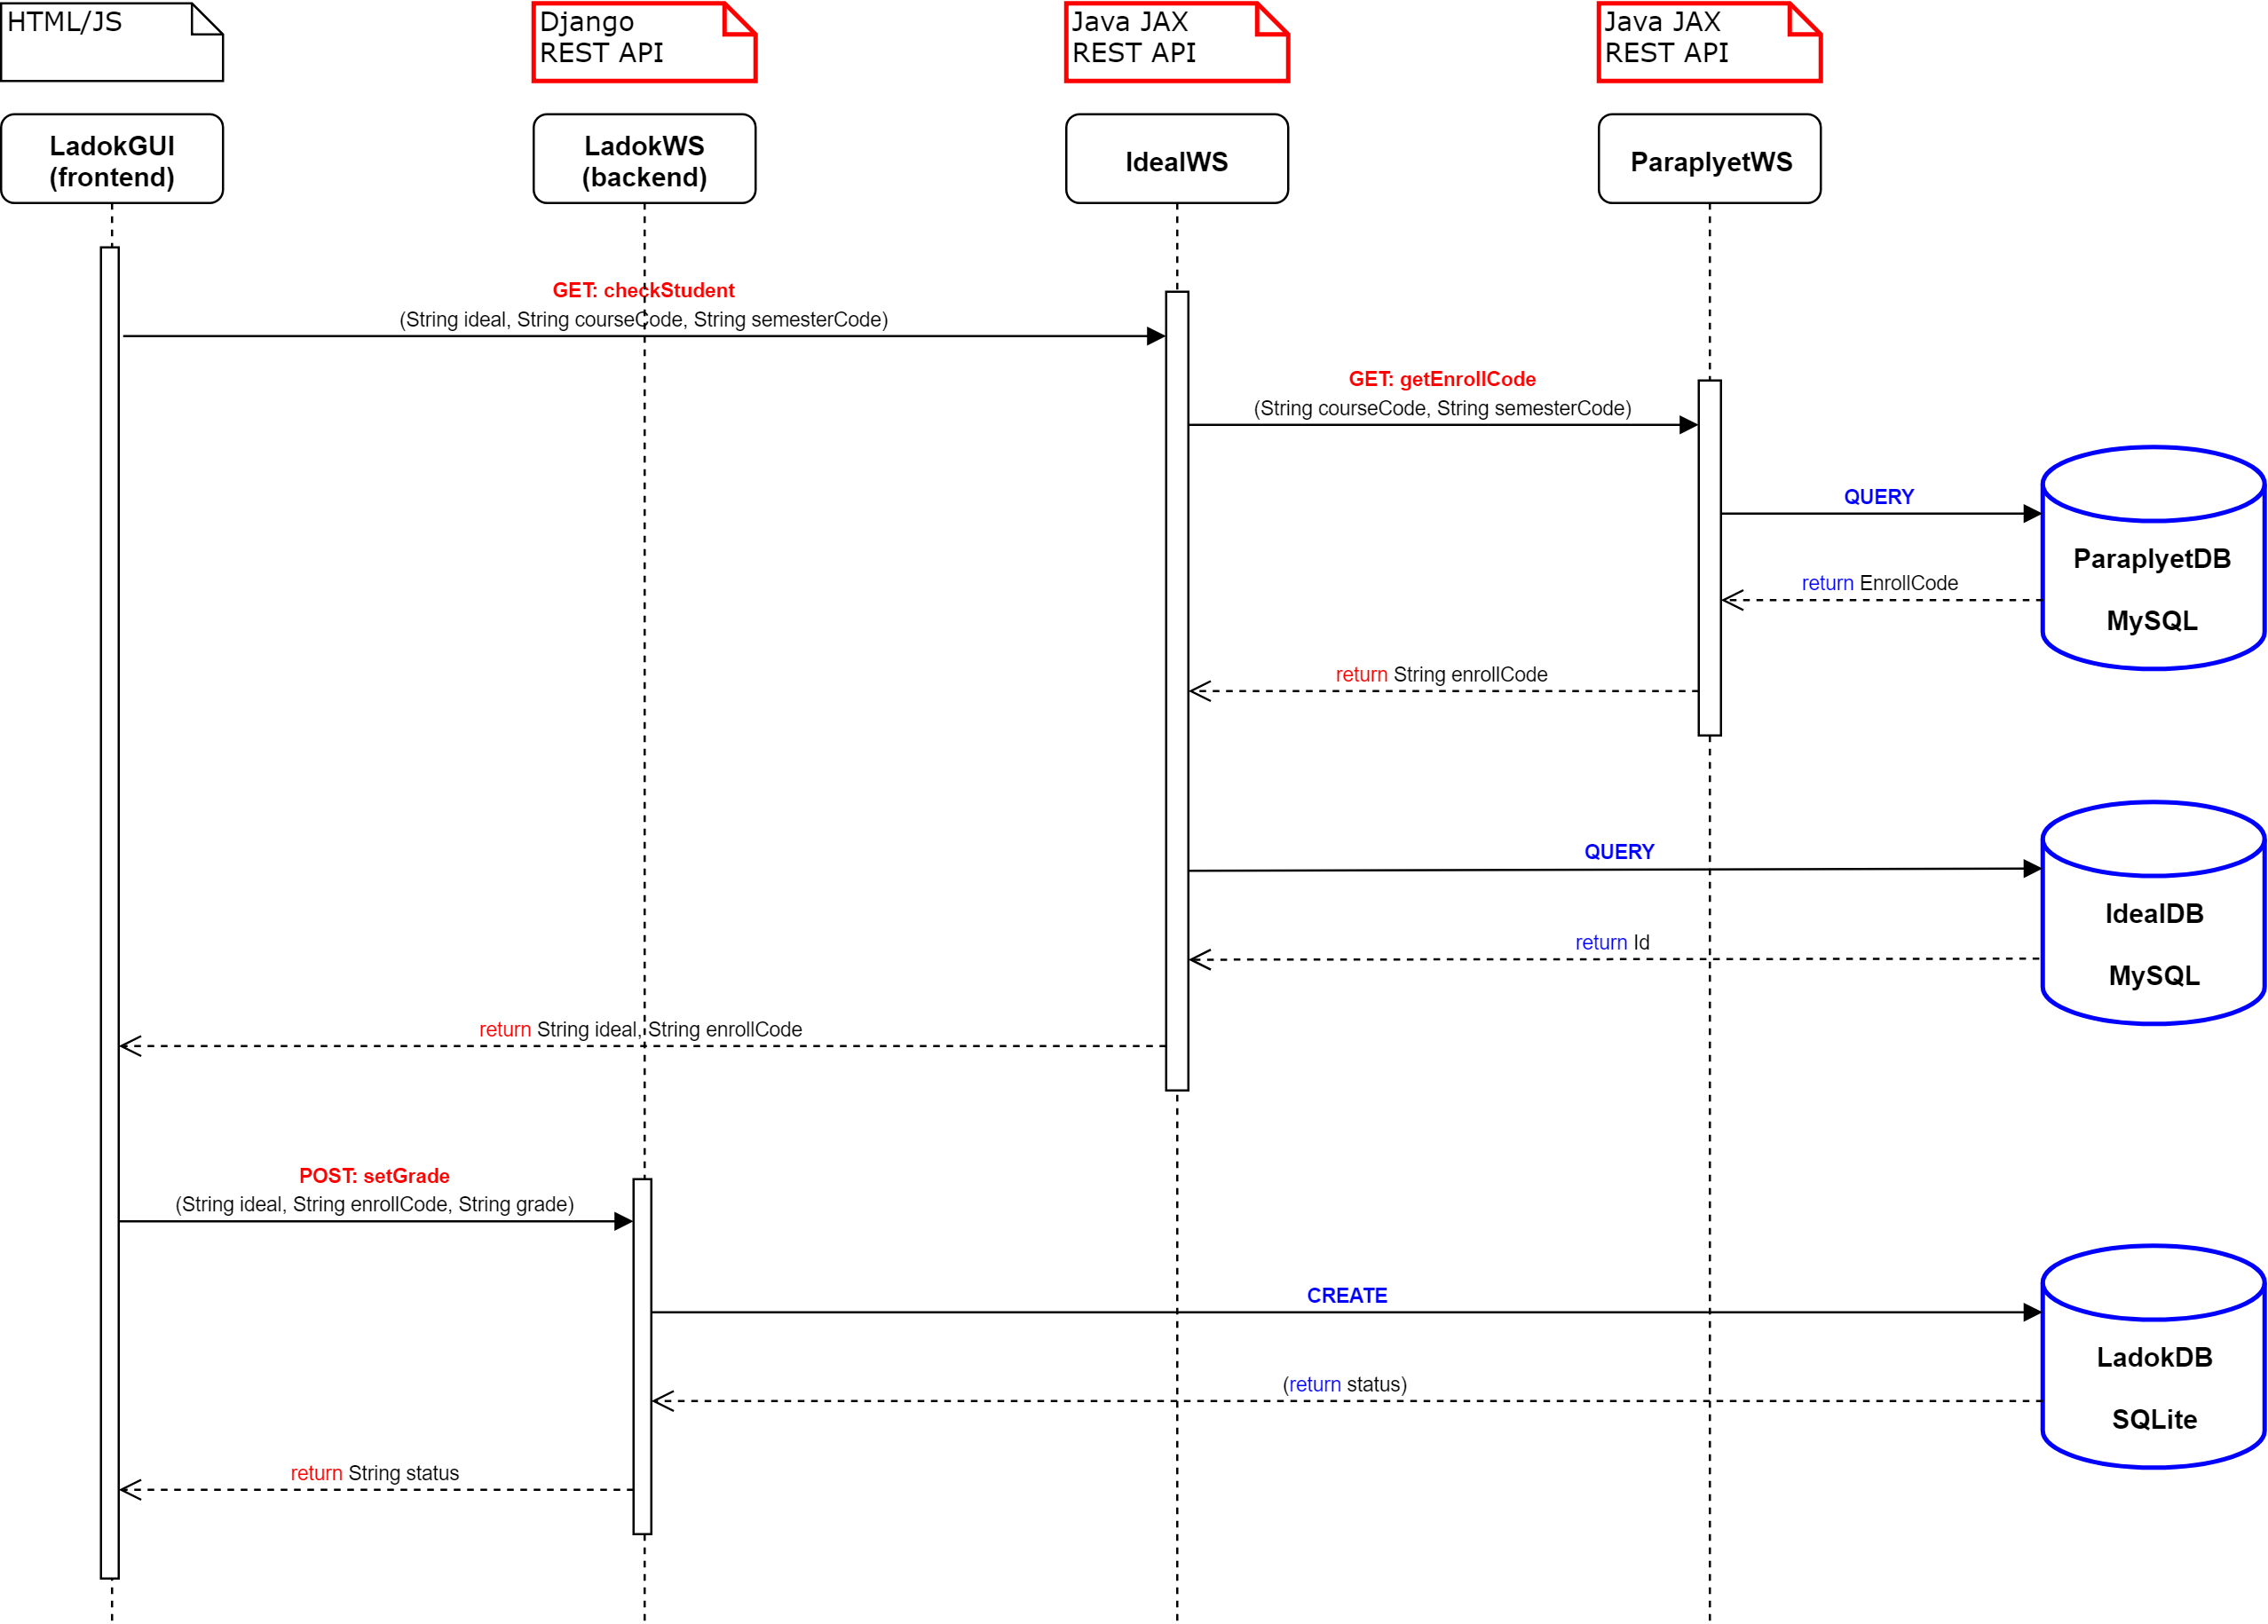 HTML/JS
Django
REST API
Java JAX
REST API
Java JAX
REST API
LadokGUI
(frontend)
LadokWS
(backend)
IdealWS
ParaplyetWS
GET: checkStudent
(String ideal, String courseCode, String semesterCode)
GET: getEnrollCode
(String courseCode, String semesterCode)
QUERY
ParaplyetDB
MySQL
return EnrollCode
return String enrollCode
QUERY
IdealDB
MySQL
return Id
return String ideal, String enrollCode
POST: setGrade
(String ideal, String enrollCode, String grade)
CREATE
LadokDB
SQLite
(return status)
return String status